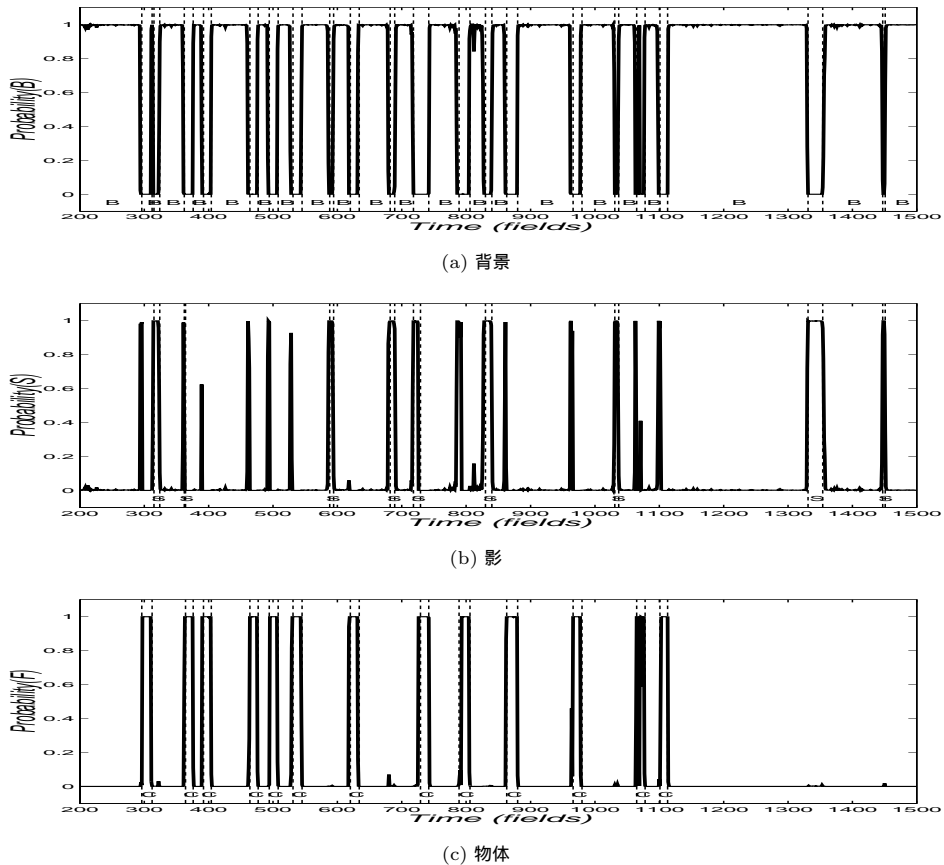 1
0.8
0.6
0.4
0.2
0
Probability(B)
B B B B B B B B B B B B B B B B B B B B B
200 300 400 500 600 700 800 900 1000 1100 1200 1300 1400 1500
Time (fields)
(a) 背景
1
0.8
0.6
0.4
0.2
0
Probability(S)
S S S S S S S S S
200 300 400 500 600 700 800 900 1000 1100 1200 1300 1400 1500
Time (fields)
(b) 影
1
0.8
0.6
0.4
0.2
0
Probability(F)
C C C C C C C C C C C C C
200 300 400 500 600 700 800 900 1000 1100 1200 1300 1400 1500
Time (fields)
(c) 物体